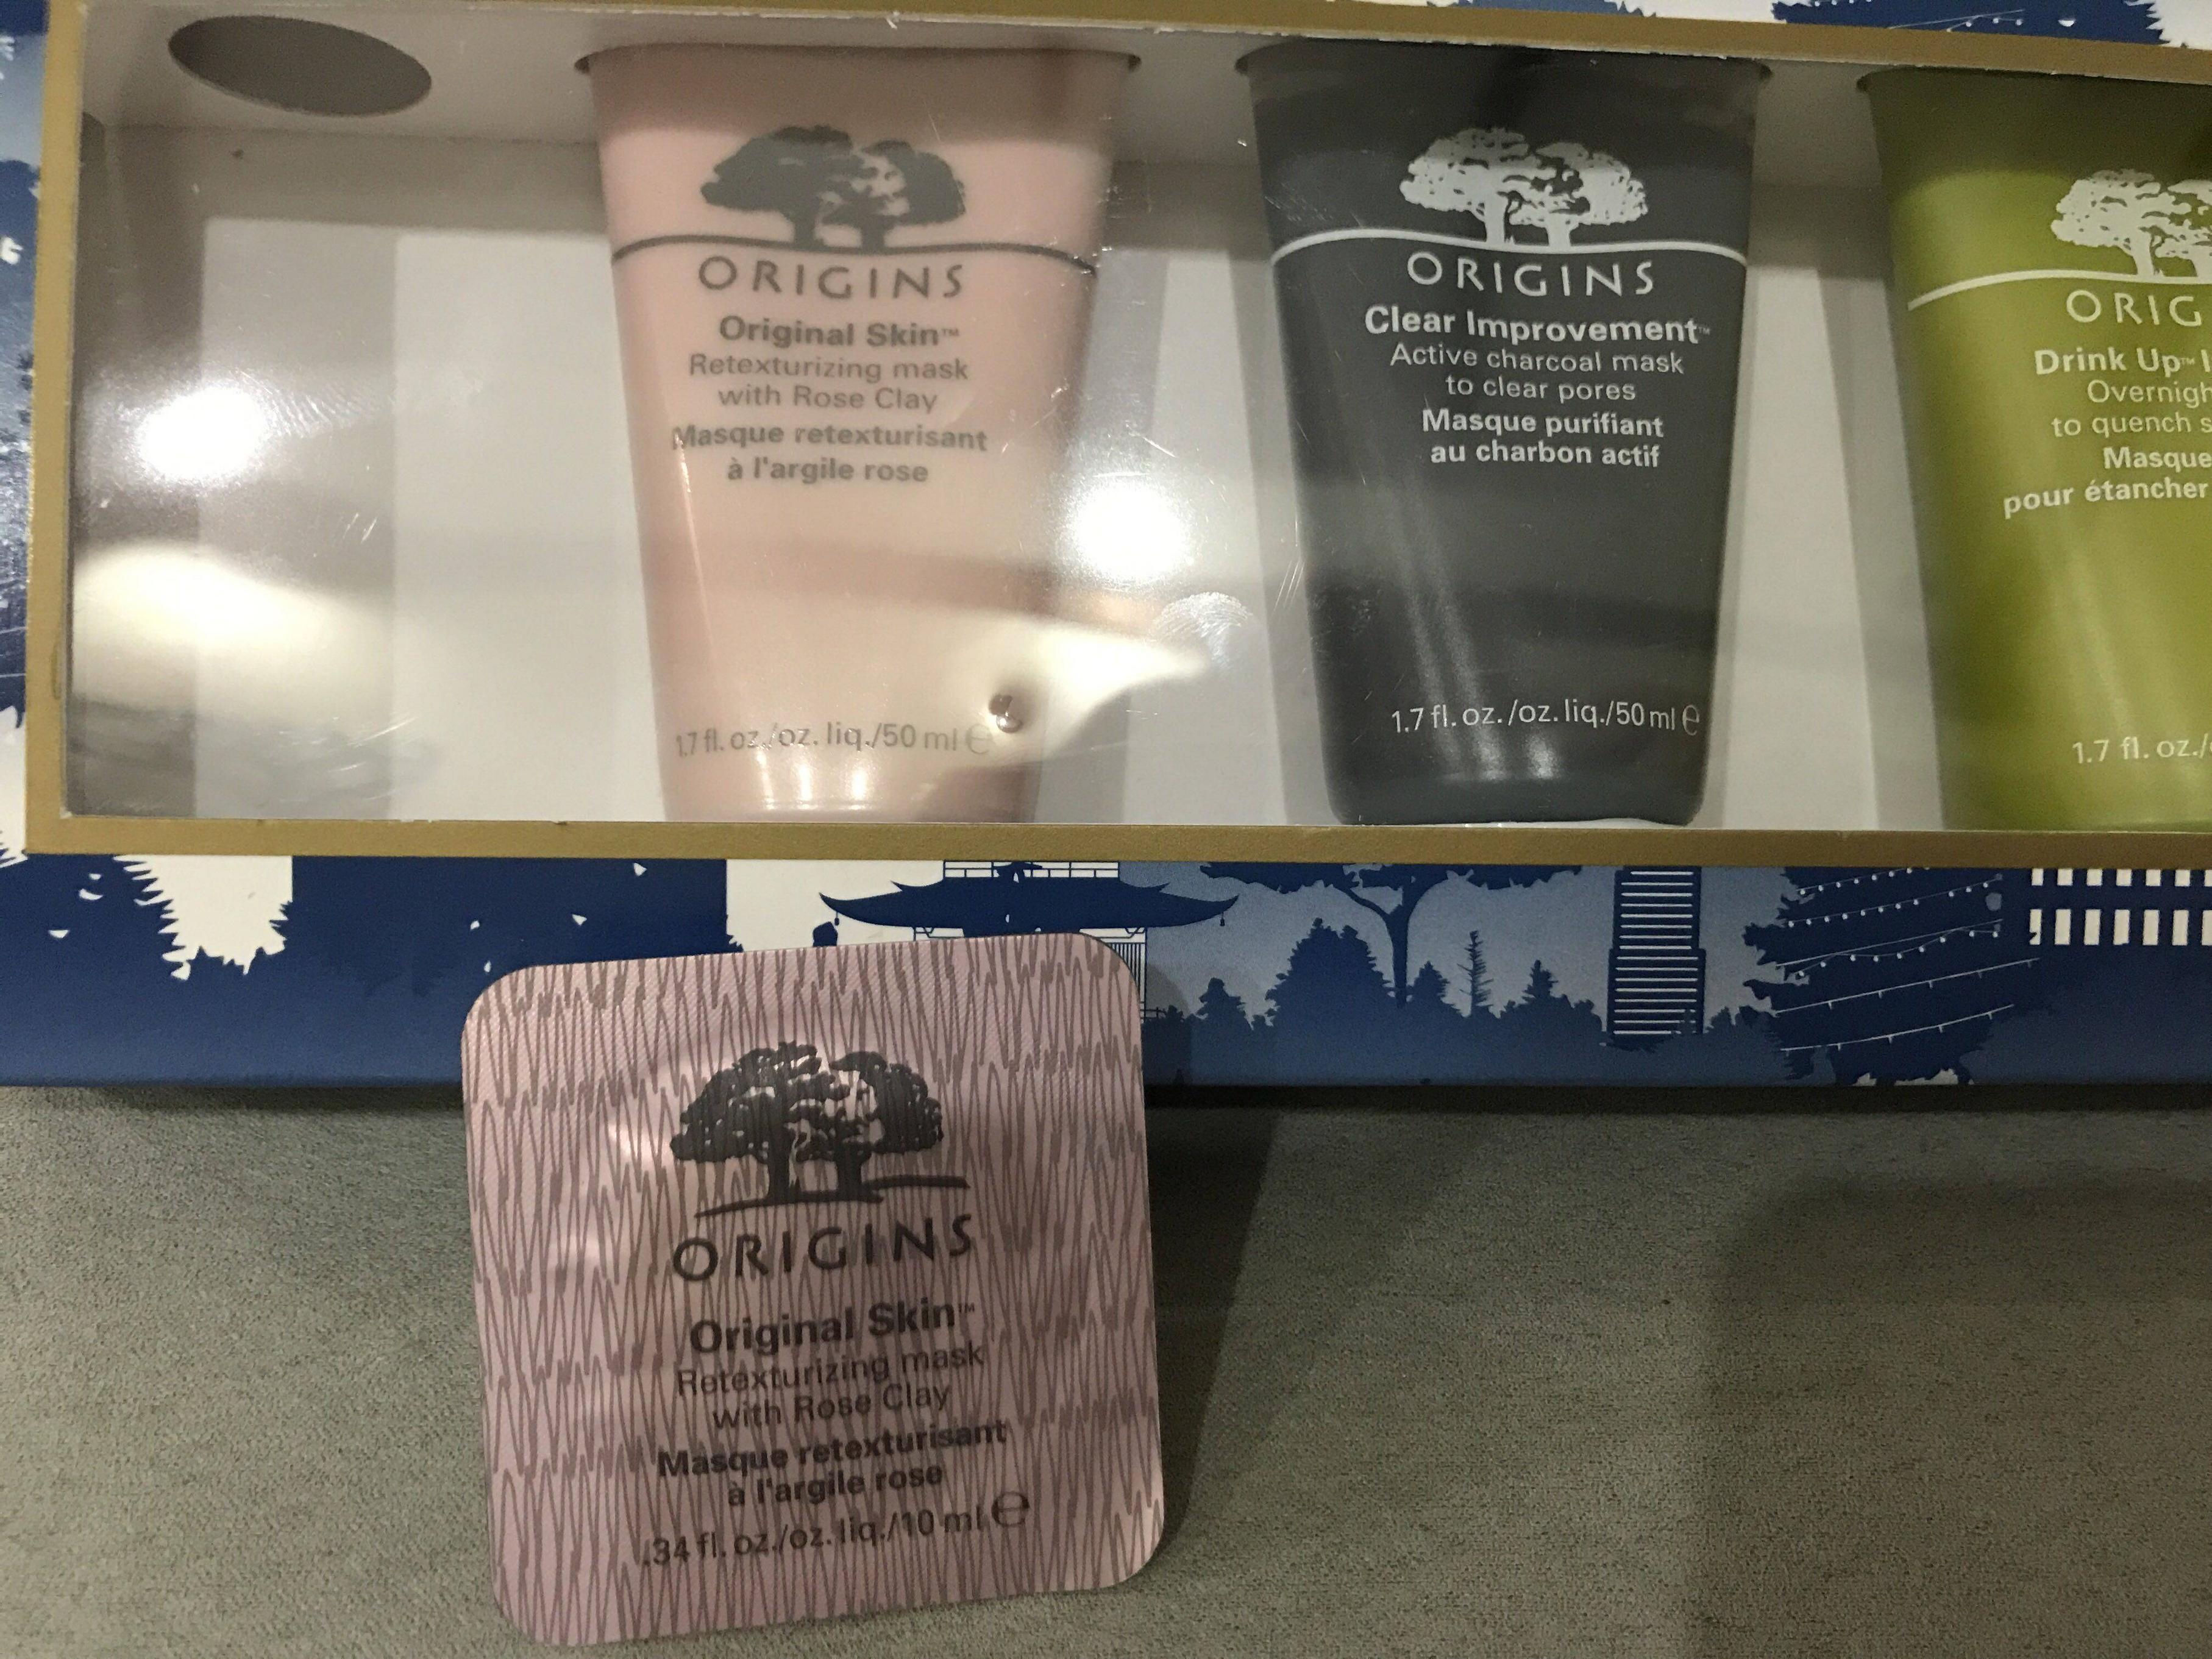 ORIGINS
Original Skin™
Retexturizing mask
with Rose Clay
Masque retexturisant
à l'argile rose
1.7 fl. oz./oz. liq./50 ml e
ORIGINS
Clear Improvement™
Active charcoal mask
to clear pores
Masque purifiant
au charbon actif
1.7 fl. oz./oz. liq./50 ml e
ORIG
Drink Up™ I
Overnigh
to quench s
Masque
pour étancher
1.7 fl. oz./
ORIGINS
Original Skin™
Retexturizing mask
with Rose Clay
Masque retexturisant
à l'argile rose
.34 fl. oz./oz. liq./10 ml e